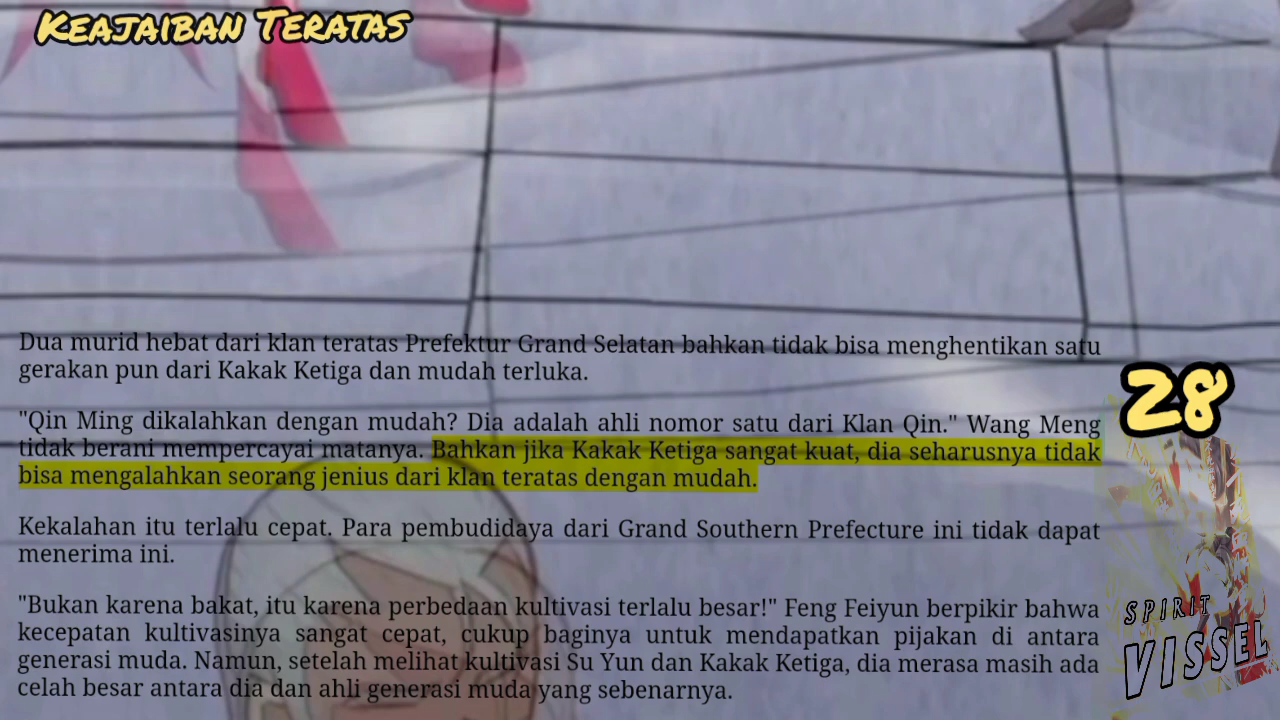 Keajaiban Teratas
Dua murid hebat dari klan teratas Prefektur Grand Selatan bahkan tidak bisa menghentikan satu
gerakan pun dari Kakak Ketiga dan mudah terluka.
"Qin Ming dikalahkan dengan mudah? Dia adalah ahli nomor satu dari Klan Qin." Wang Meng
tidak berani mempercayai matanya. Bahkan jika Kakak Ketiga sangat kuat, dia seharusnya tidak
bisa mengalahkan seorang jenius dari klan teratas dengan mudah.
Kekalahan itu terlalu cepat. Para pembudidaya dari Grand Southern Prefecture ini tidak dapat
menerima ini.
"Bukan karena bakat, itu karena perbedaan kultivasi terlalu besar!" Feng Feiyun berpikir bahwa
kecepatan kultivasinya sangat cepat, cukup baginya untuk mendapatkan pijakan di antara
generasi muda. Namun, setelah melihat kultivasi Su Yun dan Kakak Ketiga, dia merasa masih ada
celah besar antara dia dan ahli generasi muda yang sebenarnya.
28
SPIRIT
VISSEL